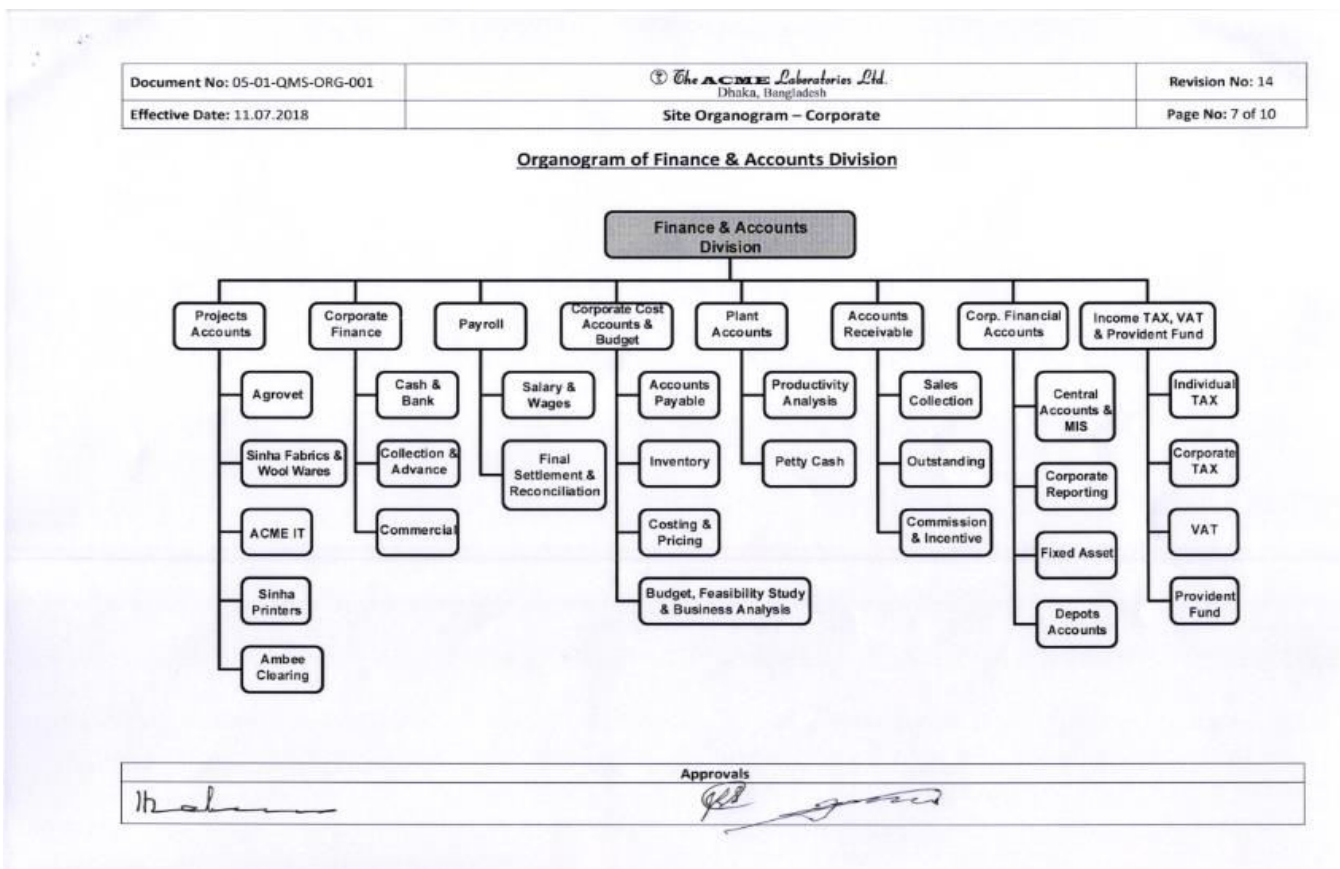 Document No: 05-01-QMS-ORG-001
The ACME Laboratories Ltd.
Dhaka, Bangladesh
Revision No: 14
Effective Date: 11.07.2018
Site Organogram – Corporate
Page No: 7 of 10
Organogram of Finance & Accounts Division
Finance & Accounts
Division
Projects
Accounts
Corporate
Finance
Payroll
Corporate Cost
Accounts &
Budget
Plant
Accounts
Accounts
Receivable
Corp. Financial
Accounts
Income TAX, VAT
& Provident Fund
Agrovet
Sinha Fabrics &
Wool Wares
ACME IT
Sinha
Printers
Ambee
Clearing
Cash &
Bank
Collection &
Advance
Commercial
Salary &
Wages
Final
Settlement &
Reconciliation
Accounts
Payable
Inventory
Costing &
Pricing
Budget, Feasibility Study
& Business Analysis
Productivity
Analysis
Petty Cash
Sales
Collection
Outstanding
Commission
& Incentive
Central
Accounts &
MIS
Corporate
Reporting
Fixed Asset
Depots
Accounts
Individual
TAX
Corporate
TAX
VAT
Provident
Fund
Approvals